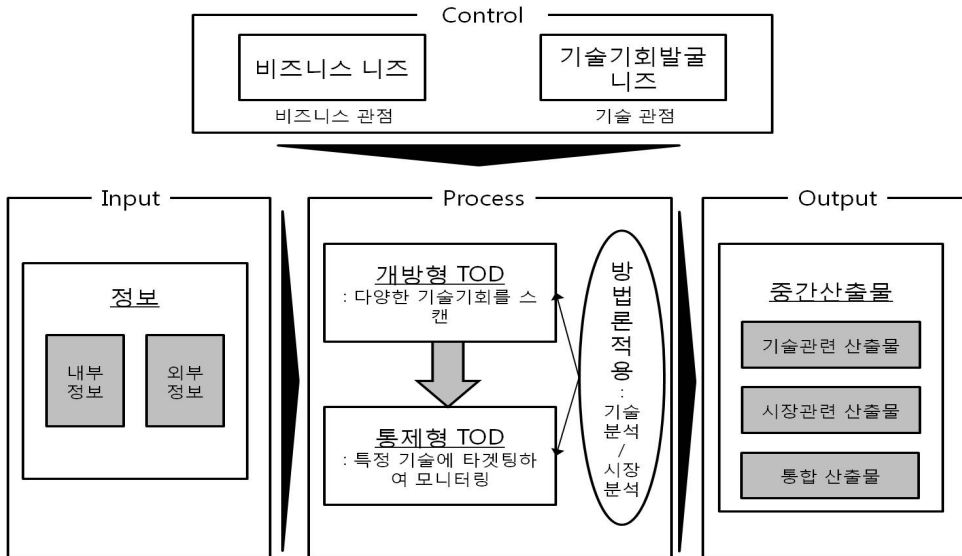 Control
비즈니스 니즈
비즈니스 관점
기술기회발굴
니즈
기술 관점
Input
정보
내부
정보
외부
정보
Process
개방형 TOD
: 다양한 기술기회를 스
캔
통제형 TOD
: 특정 기술에 타겟팅하
여 모니터링
방
법
론
적
용
:
기술
분석
/
시장
분석
Output
중간산출물
기술관련 산출물
시장관련 산출물
통합 산출물